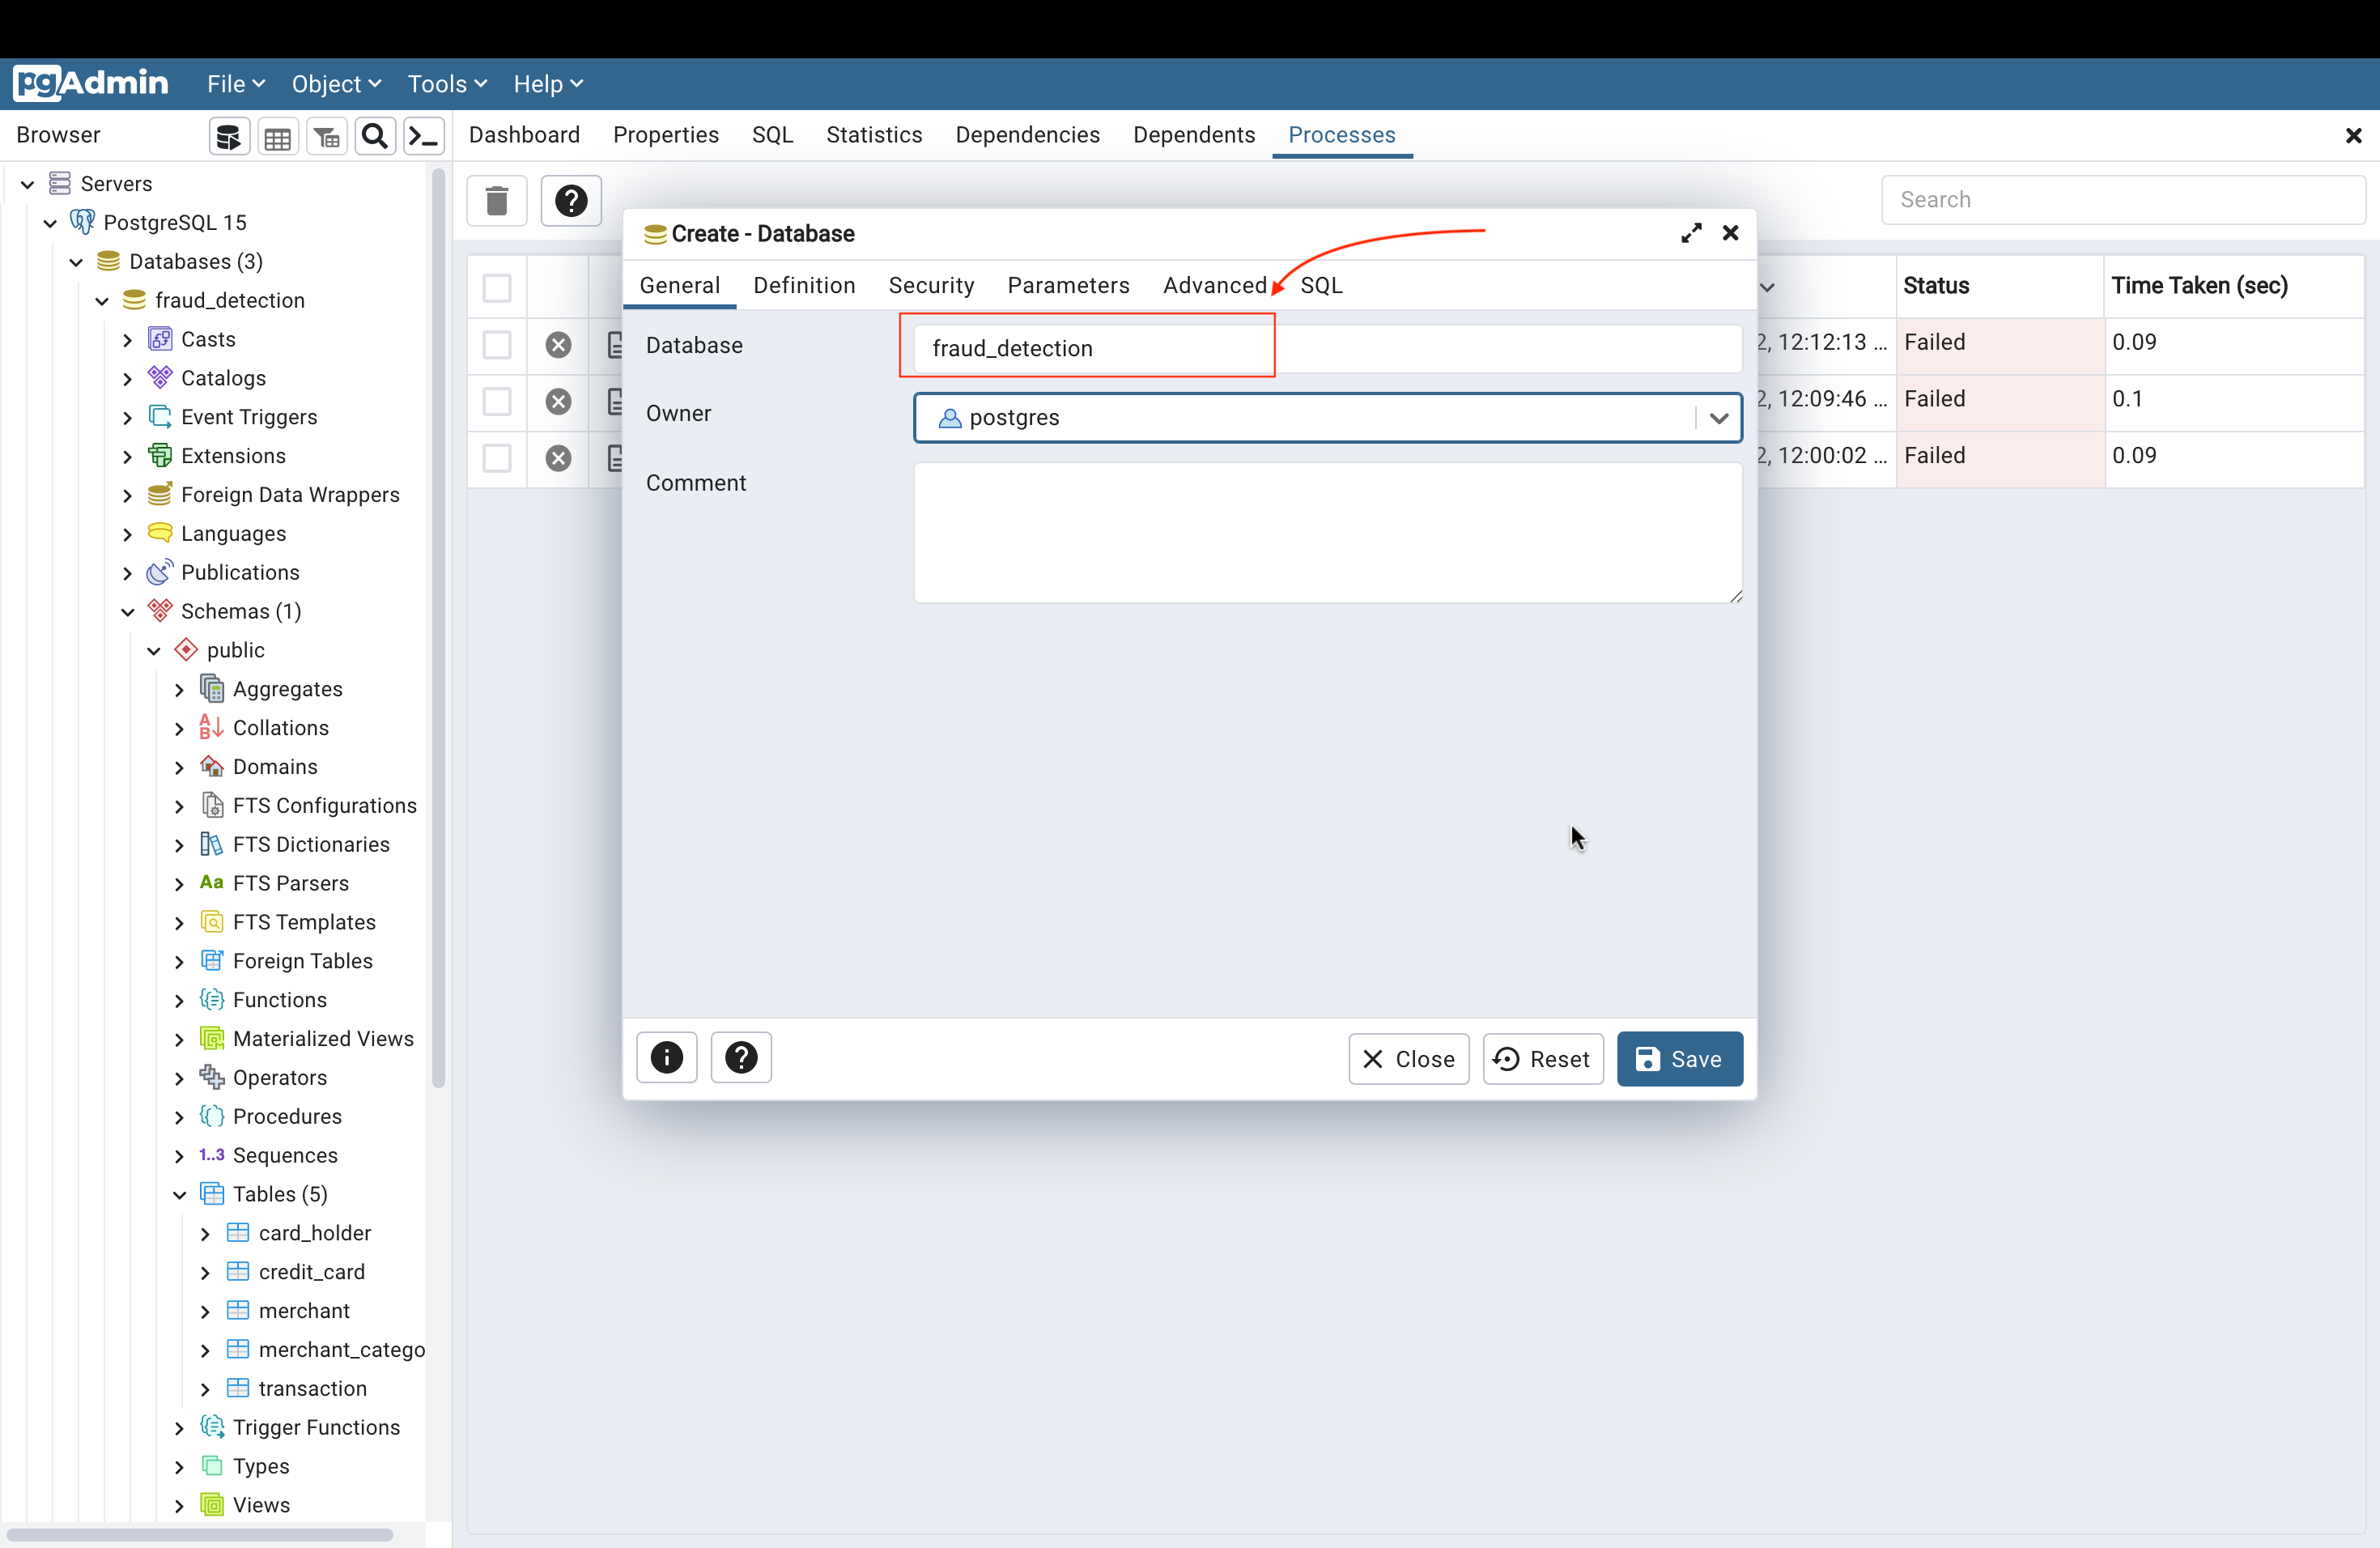 pgAdmin File Object Tools Help
Browser Dashboard Properties SQL Statistics Dependencies Dependents Processes
Search
Servers
PostgreSQL 15
Databases (3)
fraud_detection
Casts
Catalogs
Event Triggers
Extensions
Foreign Data Wrappers
Languages
Publications
Schemas (1)
public
Aggregates
Collations
Domains
FTS Configurations
FTS Dictionaries
Aa FTS Parsers
FTS Templates
Foreign Tables
Functions
Materialized Views
Operators
Procedures
1..3 Sequences
Tables (5)
card_holder
credit_card
merchant
merchant_catego
transaction
Trigger Functions
Types
Views
Create - Database
General Definition Security Parameters Advanced SQL
Database fraud_detection
Owner postgres
Comment
Close Reset Save
Status Time Taken (sec)
2, 12:12:13 ... Failed 0.09
2, 12:09:46 ... Failed 0.1
2, 12:00:02 ... Failed 0.09